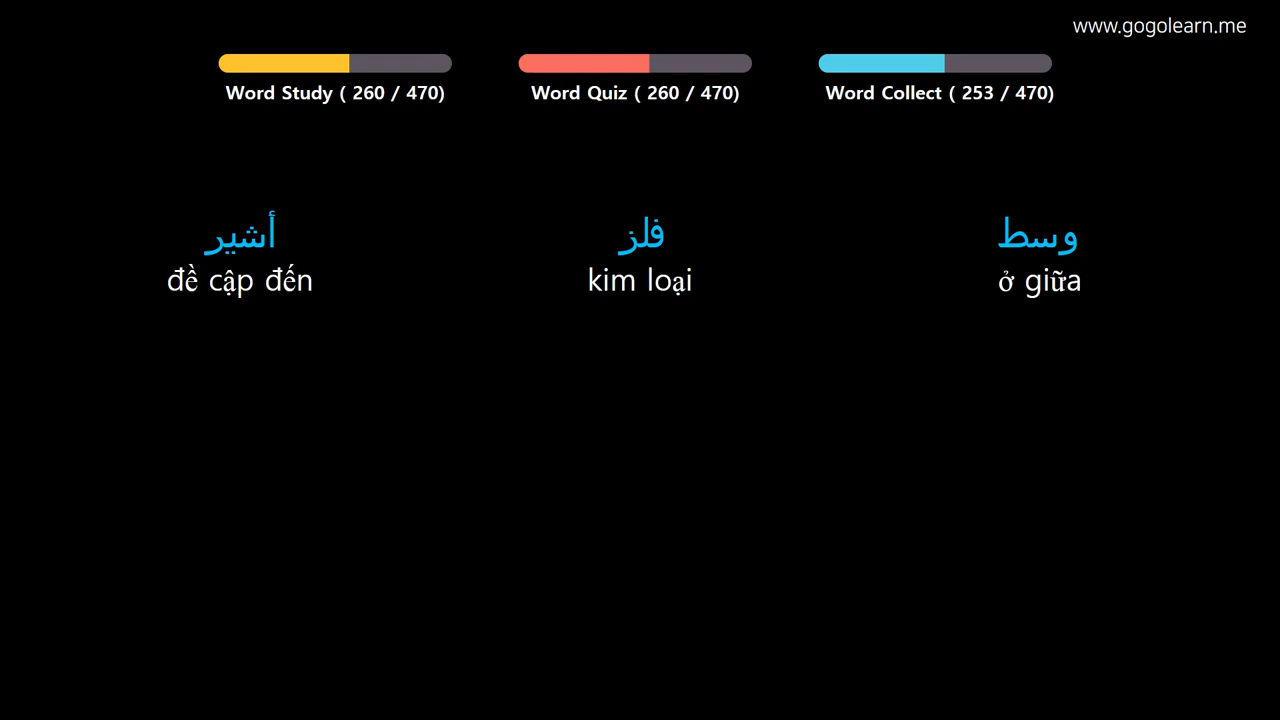 www.gogolearn.me
Word Study ( 260 / 470)
Word Quiz ( 260 / 470)
Word Collect ( 253 / 470)
أشير
đề cập đến
فلز
kim loại
وسط
ở giữa